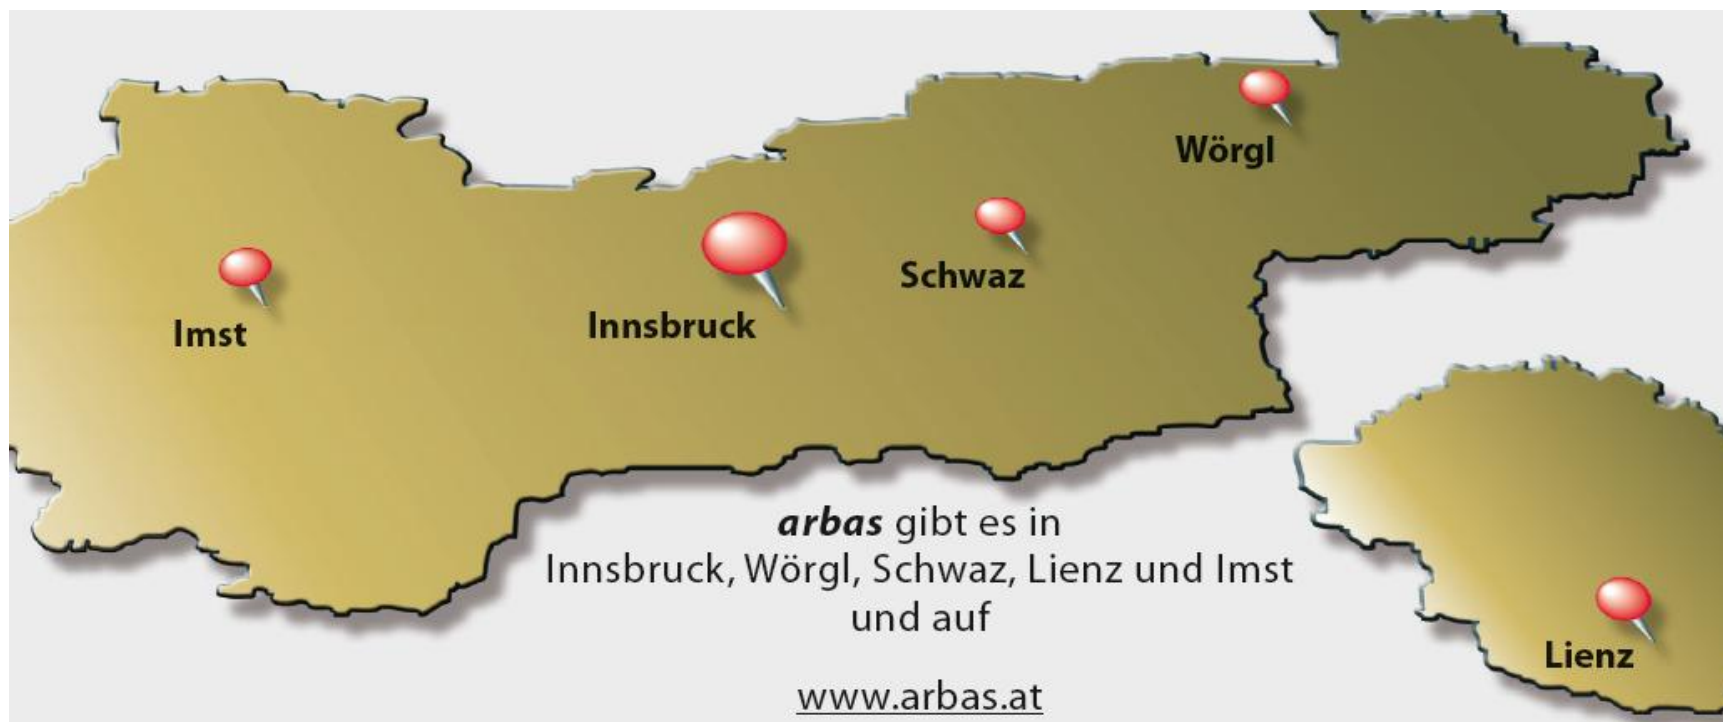 Wörgl
Schwaz
Innsbruck
Imst
arbas gibt es in
Innsbruck, Wörgl, Schwaz, Lienz und Imst
und auf
Lienz
www.arbas.at